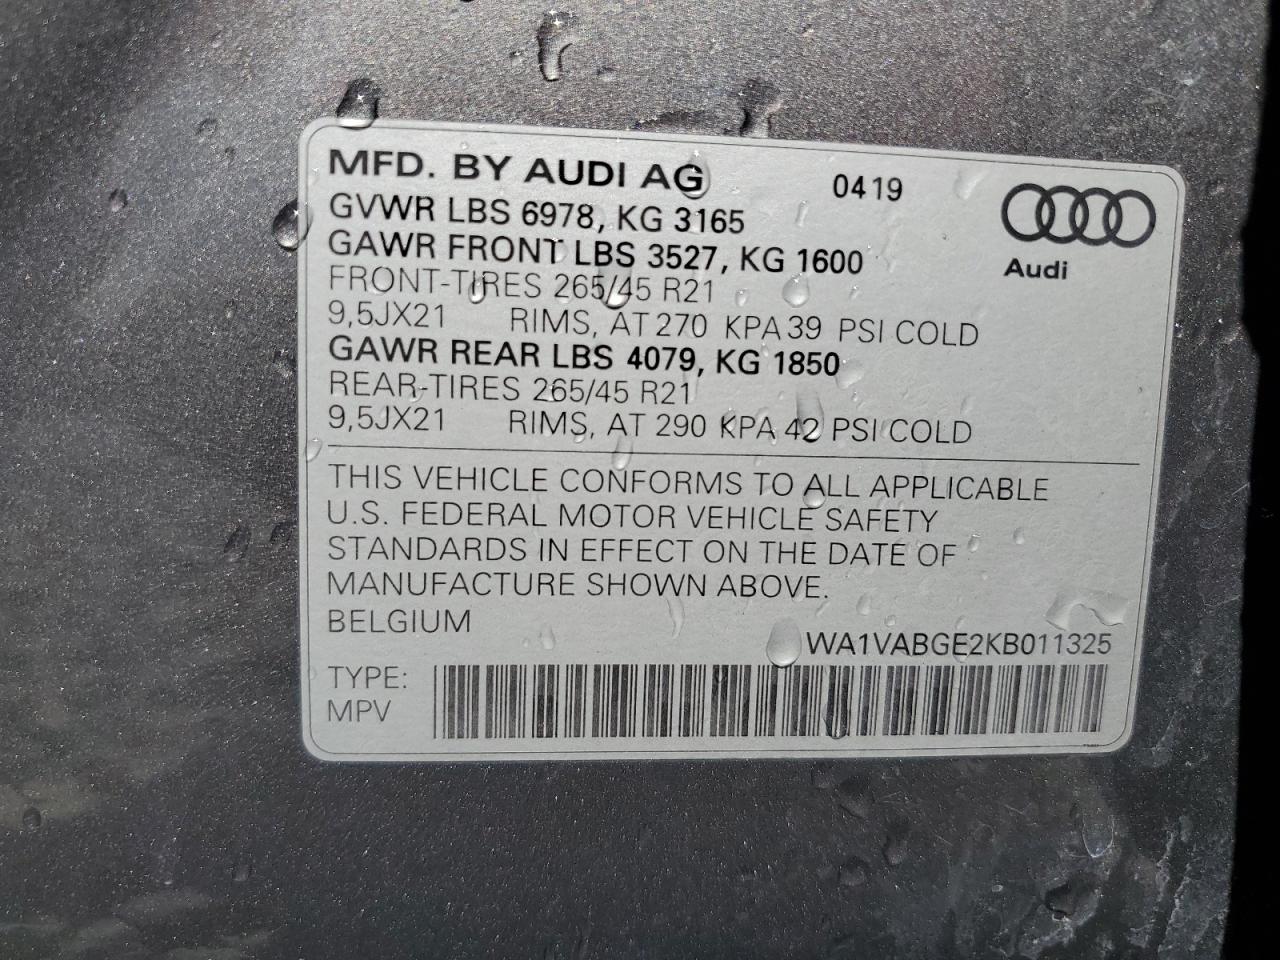 MFD. BY AUDI AG 0419
GVWR LBS 6978, KG 3165
GAWR FRONT LBS 3527, KG 1600
Audi
FRONT-TIRES 265/45 R21
9,5JX21 RIMS, AT 270 KPA 39 PSI COLD
GAWR REAR LBS 4079, KG 1850
REAR-TIRES 265/45 R21
9,5JX21 RIMS, AT 290 KPA 42 PSI COLD
THIS VEHICLE CONFORMS TO ALL APPLICABLE
U.S. FEDERAL MOTOR VEHICLE SAFETY
STANDARDS IN EFFECT ON THE DATE OF
MANUFACTURE SHOWN ABOVE.
BELGIUM
WA1VABGE2KB011325
TYPE:
MPV